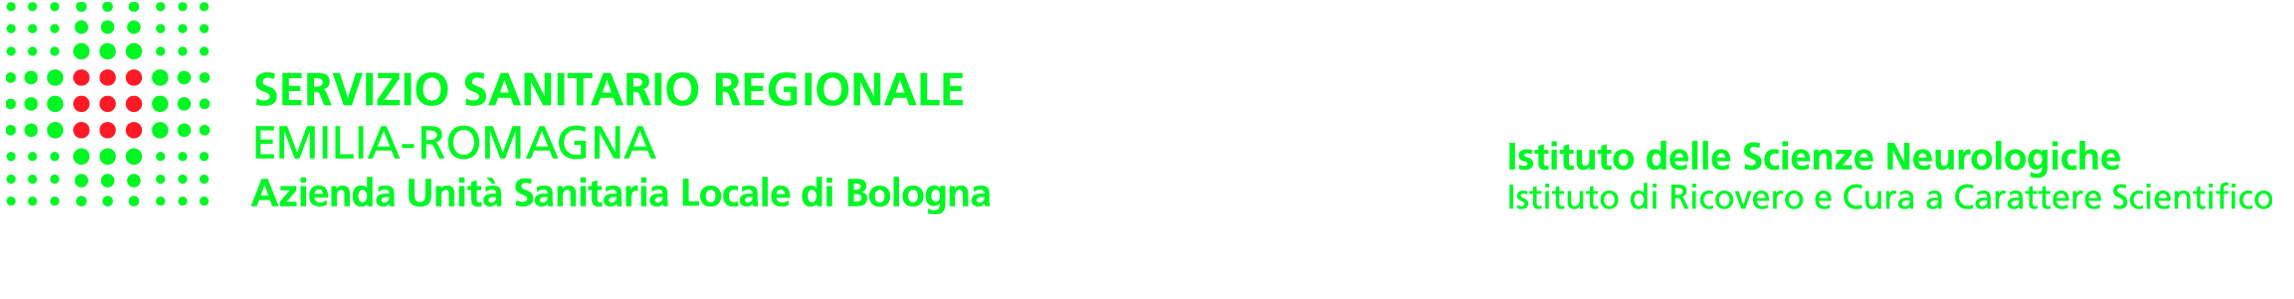 SERVIZIO SANITARIO REGIONALE
EMILIA-ROMAGNA
Azienda Unità Sanitaria Locale di Bologna
Istituto delle Scienze Neurologiche
Istituto di Ricovero e Cura a Carattere Scientifico